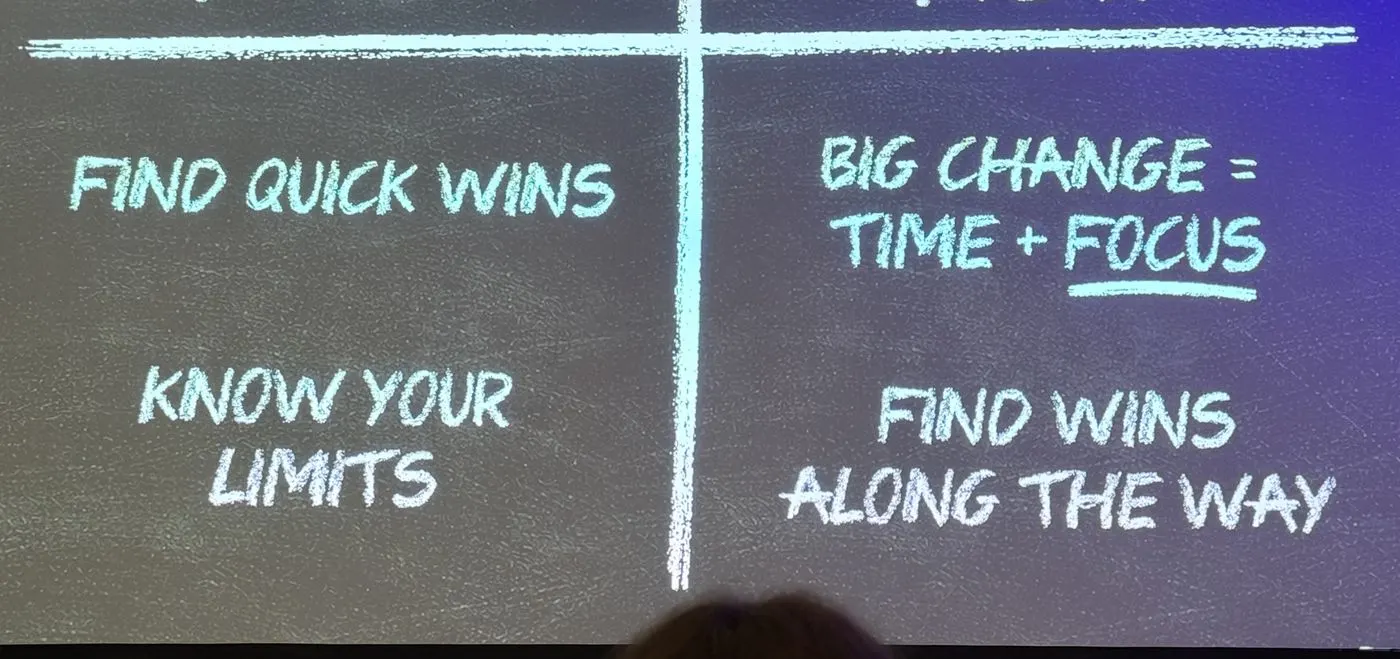 FIND QUICK WINS
KNOW YOUR
LIMITS
BIG CHANGE =
TIME + FOCUS
FIND WINS
ALONG THE WAY